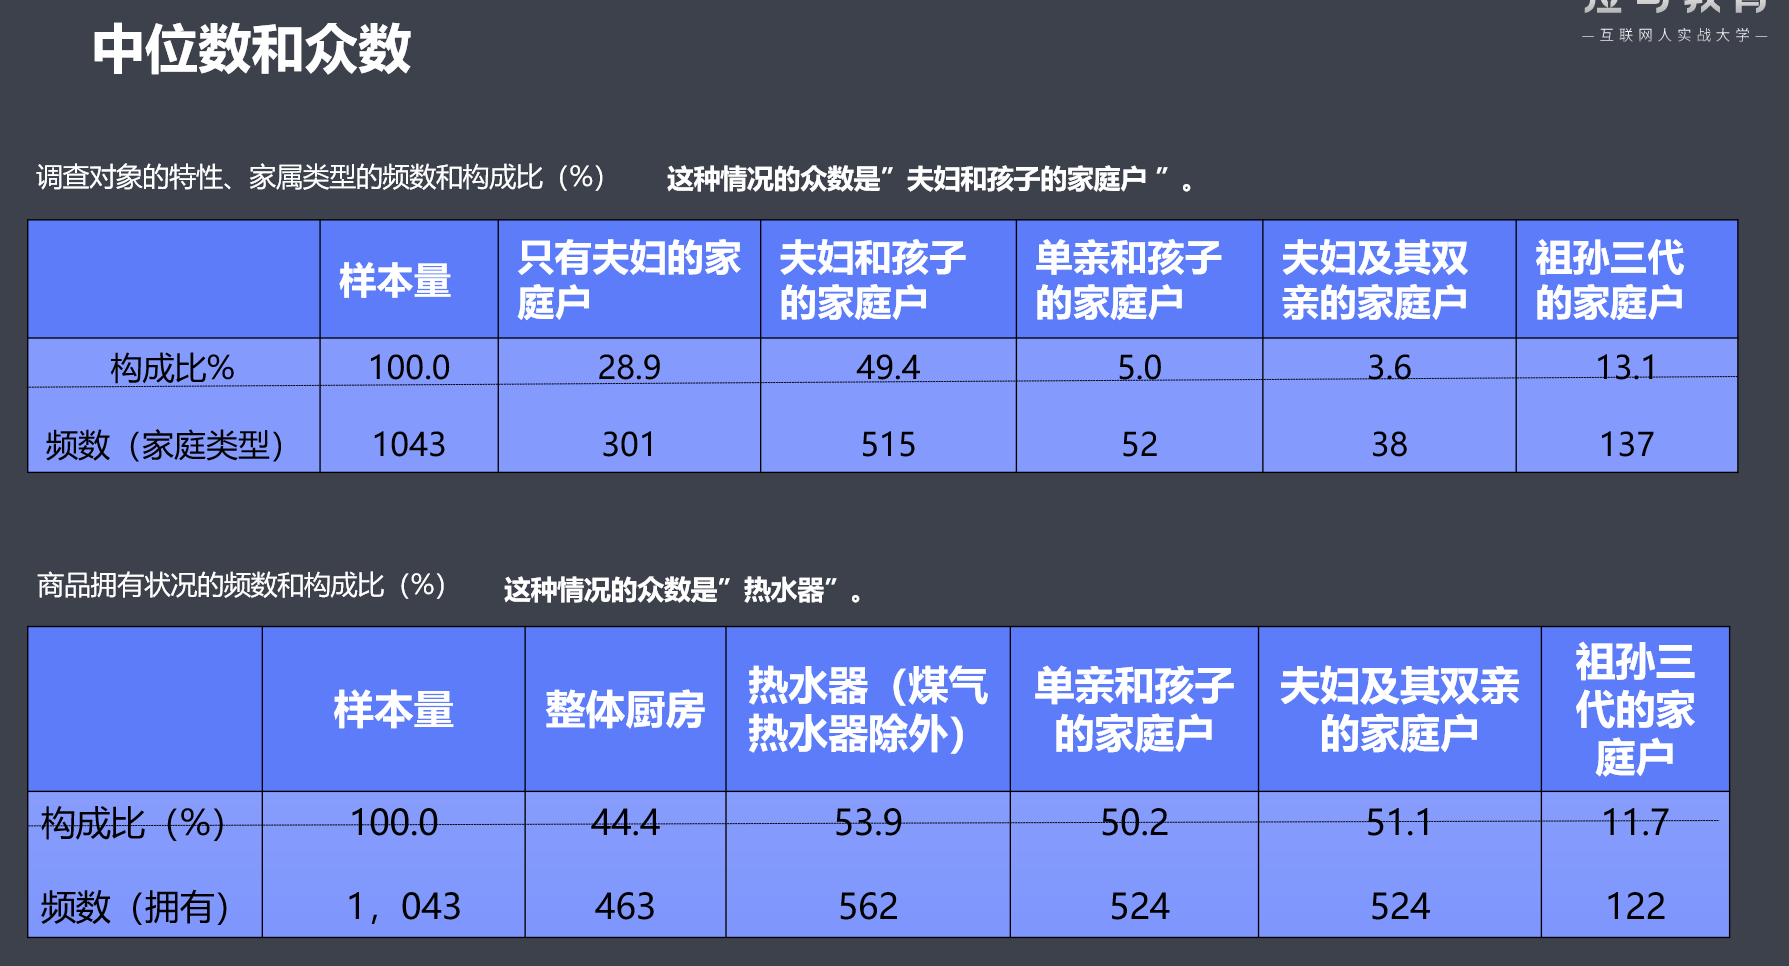 中位数和众数
—互联网人实战大学—
调查对象的特性、家属类型的频数和构成比（%） 这种情况的众数是”夫妇和孩子的家庭户 ”。
样本量 只有夫妇的家庭户 夫妇和孩子的家庭户 单亲和孩子的家庭户 夫妇及其双亲的家庭户 祖孙三代的家庭户
构成比% 100.0 28.9 49.4 5.0 3.6 13.1
频数（家庭类型） 1043 301 515 52 38 137
商品拥有状况的频数和构成比（%） 这种情况的众数是”热水器”。
样本量 整体厨房 热水器（煤气热水器除外） 单亲和孩子的家庭户 夫妇及其双亲的家庭户 祖孙三代的家庭户
构成比（%） 100.0 44.4 53.9 50.2 51.1 11.7
频数（拥有） 1，043 463 562 524 524 122